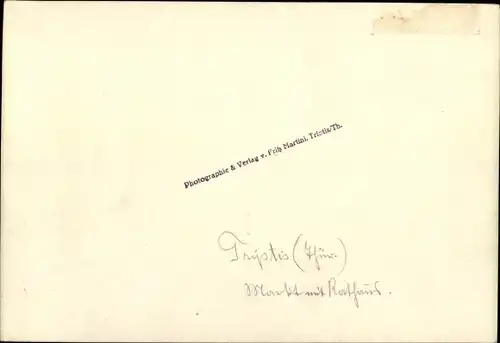 Photographie & Verlag v. Fritz Martini, Triptis/Th.
Triptis (Thür.)
Markt mit Rathaus.